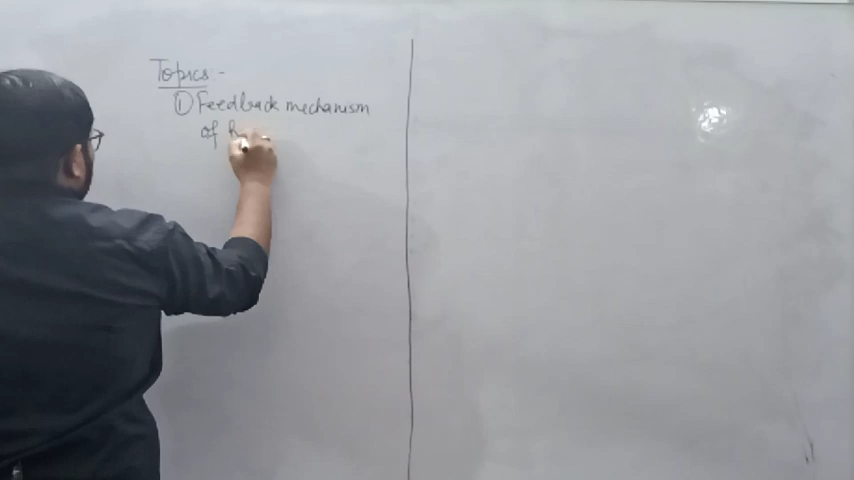 Topics -
① Feedback mechanism
of h